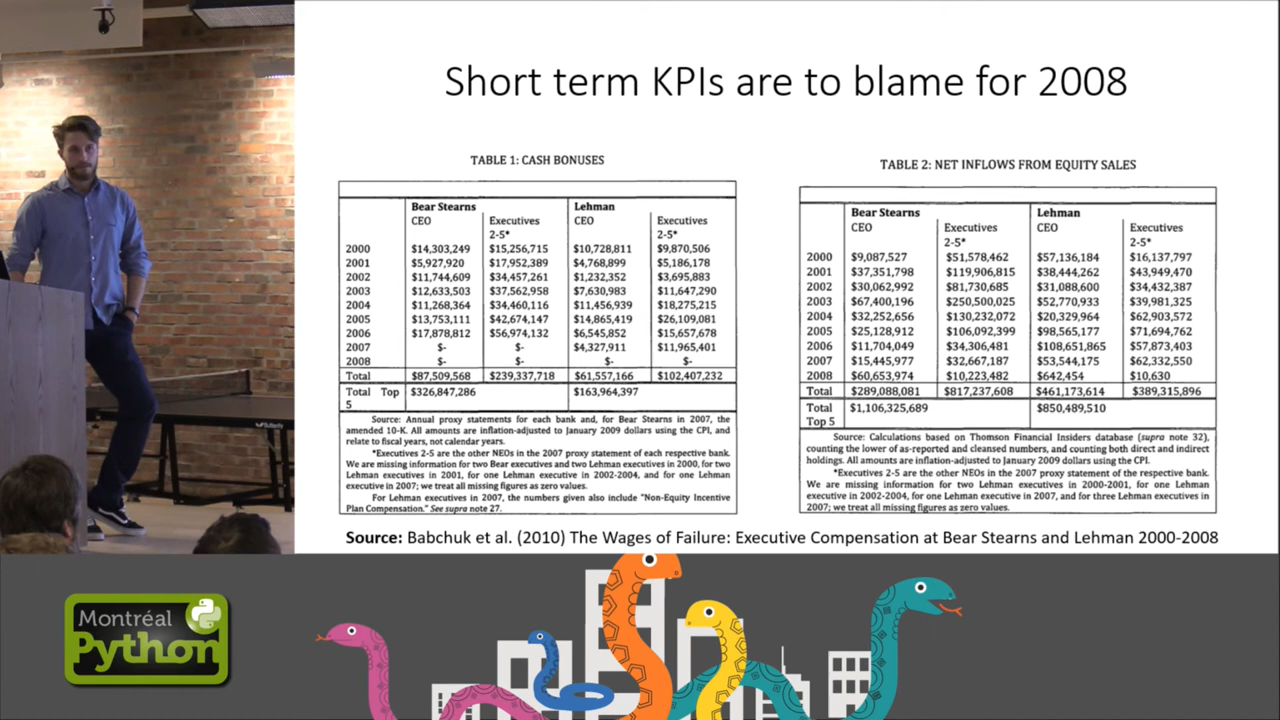 Short term KPIs are to blame for 2008
TABLE 1: CASH BONUSES
Bear Stearns Lehman
CEO Executives CEO Executives
2-5* 2-5*
2000 $14,303,249 $15,256,715 $10,728,811 $9,870,506
2001 $5,927,920 $17,952,389 $4,768,899 $5,186,178
2002 $11,744,609 $34,457,261 $1,232,352 $3,695,883
2003 $12,633,503 $37,562,958 $7,630,983 $11,647,290
2004 $11,268,364 $34,460,116 $11,456,939 $18,275,215
2005 $13,753,111 $42,674,147 $14,865,419 $26,109,081
2006 $17,878,812 $56,974,132 $6,545,852 $15,657,678
2007 $- $- $4,327,911 $11,965,401
2008 $- $- $- $-
Total $87,509,568 $239,337,718 $61,557,166 $102,407,232
Total Top $326,847,286 $163,964,397
5
Source: Annual proxy statements for each bank and, for Bear Stearns in 2007, the
amended 10-K. All amounts are inflation-adjusted to January 2009 dollars using the CPI, and
relate to fiscal years, not calendar years.
*Executives 2-5 are the other NEOs in the 2007 proxy statement of each respective bank.
We are missing information for two Bear executives and two Lehman executives in 2000, for two
Lehman executives in 2001, for one Lehman executive in 2002-2004, and for one Lehman
executive in 2007; we treat all missing figures as zero values.
For Lehman executives in 2007, the numbers given also include "Non-Equity Incentive
Plan Compensation." See supra note 27.
TABLE 2: NET INFLOWS FROM EQUITY SALES
Bear Stearns Lehman
CEO Executives CEO Executives
2-5* 2-5*
2000 $9,087,527 $51,578,462 $57,136,184 $16,137,797
2001 $37,351,798 $119,906,815 $38,444,262 $43,949,470
2002 $30,062,992 $81,730,685 $31,088,600 $34,432,387
2003 $67,400,196 $250,500,025 $52,770,933 $39,981,325
2004 $32,252,656 $130,232,072 $20,329,964 $62,903,572
2005 $25,128,912 $106,092,399 $98,565,177 $71,694,762
2006 $11,704,049 $34,306,481 $108,651,865 $57,873,403
2007 $15,445,977 $32,667,187 $53,544,175 $62,332,550
2008 $60,653,974 $10,223,482 $642,454 $10,630
Total $289,088,081 $817,237,608 $461,173,614 $389,315,896
Total $1,106,325,689 $850,489,510
Top 5
Source: Calculations based on Thomson Financial Insiders database (supra note 32),
counting the lower of as-reported and cleansed numbers, and counting both direct and indirect
holdings. All amounts are inflation-adjusted to January 2009 dollars using the CPI.
*Executives 2-5 are the other NEOs in the 2007 proxy statement of the respective bank.
We are missing information for two Lehman executives in 2000-2001, for one Lehman
executive in 2002-2004, for one Lehman executive in 2007, and for three Lehman executives in
2007; we treat all missing figures as zero values.
Source: Babchuk et al. (2010) The Wages of Failure: Executive Compensation at Bear Stearns and Lehman 2000-2008
Montréal
Python